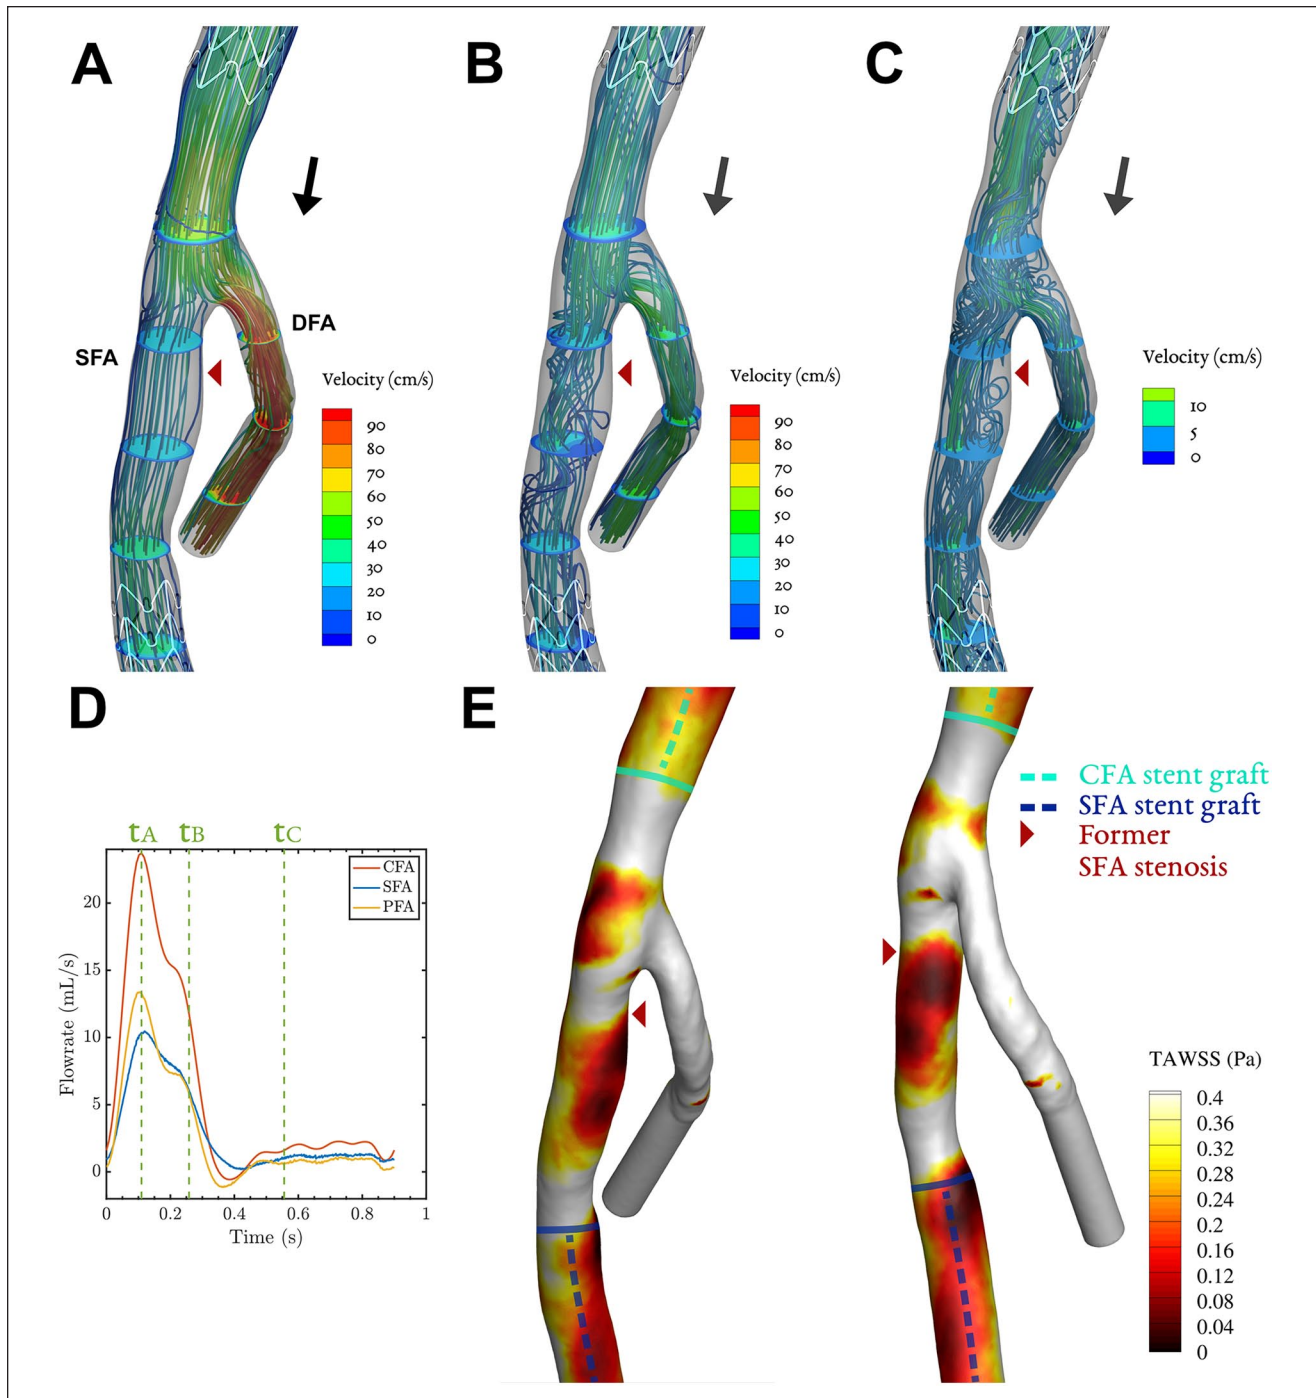 A
B
C
SFA
DFA
Velocity (cm/s)
90
80
70
60
50
40
30
20
10
0
Velocity (cm/s)
90
80
70
60
50
40
30
20
10
0
Velocity (cm/s)
10
5
0
D
tA tB tC
CFA
SFA
PFA
20
15
10
5
0
Flowrate (mL/s)
0 0.2 0.4 0.6 0.8 1
Time (s)
E
CFA stent graft
SFA stent graft
Former
SFA stenosis
TAWSS (Pa)
0.4
0.36
0.32
0.28
0.24
0.2
0.16
0.12
0.08
0.04
0